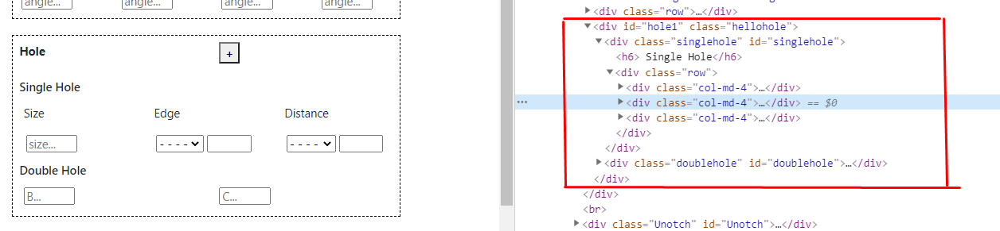 angle... angle... angle... angle...
Hole +
Single Hole
Size Edge Distance
size... - - - - - - - -
Double Hole
B... C...
<div class="row">…</div>
<div id="hole1" class="hellohole">
<div class="singlehole" id="singlehole">
<h6> Single Hole</h6>
<div class="row">
<div class="col-md-4">…</div>
<div class="col-md-4">…</div> == $0
<div class="col-md-4">…</div>
</div>
</div>
<div class="doublehole" id="doublehole">…</div>
</div>
</div>
<br>
<div class="Unotch" id="Unotch">…</div>